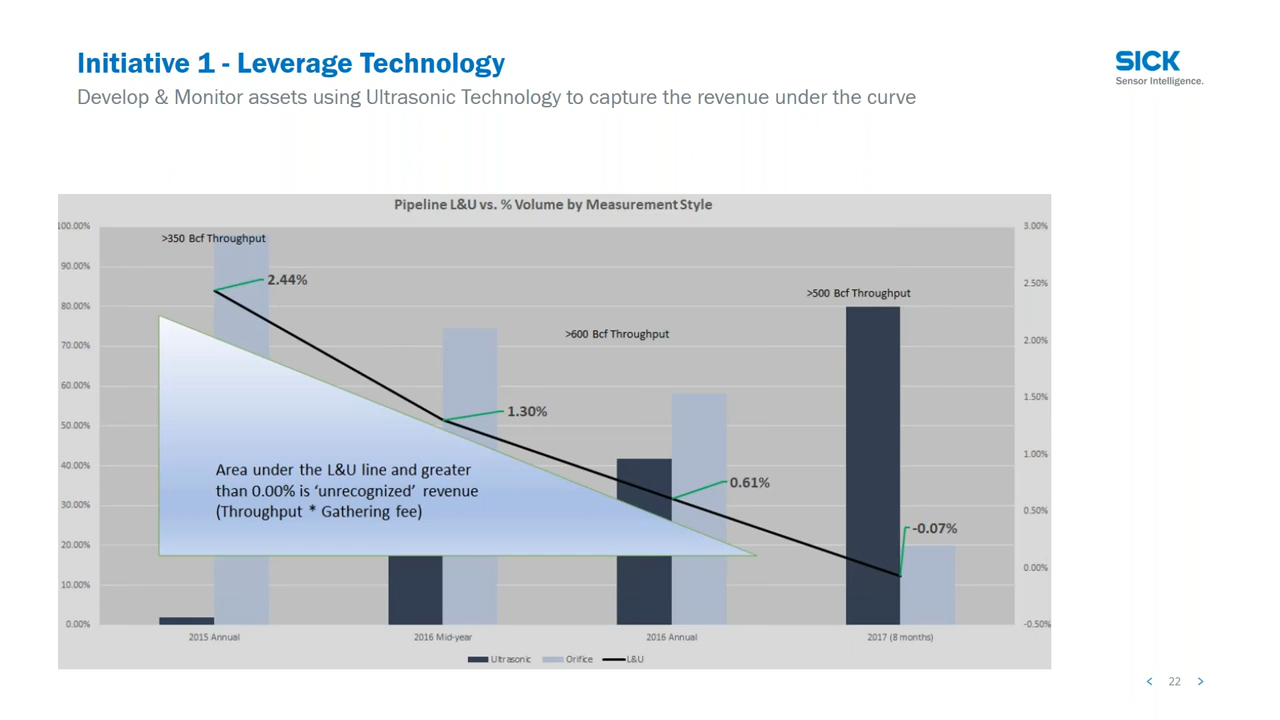 Initiative 1 - Leverage Technology
Develop & Monitor assets using Ultrasonic Technology to capture the revenue under the curve
SICK
Sensor Intelligence.
Pipeline L&U vs. % Volume by Measurement Style
100.00%
90.00%
80.00%
70.00%
60.00%
50.00%
40.00%
30.00%
20.00%
10.00%
0.00%
>350 Bcf Throughput
2.44%
1.30%
>600 Bcf Throughput
0.61%
>500 Bcf Throughput
-0.07%
Area under the L&U line and greater
than 0.00% is ‘unrecognized’ revenue
(Throughput * Gathering fee)
3.00%
2.50%
2.00%
1.50%
1.00%
0.50%
0.00%
-0.50%
2015 Annual
2016 Mid-year
2016 Annual
2017 (8 months)
Ultrasonic Orifice L&U
< 22 >